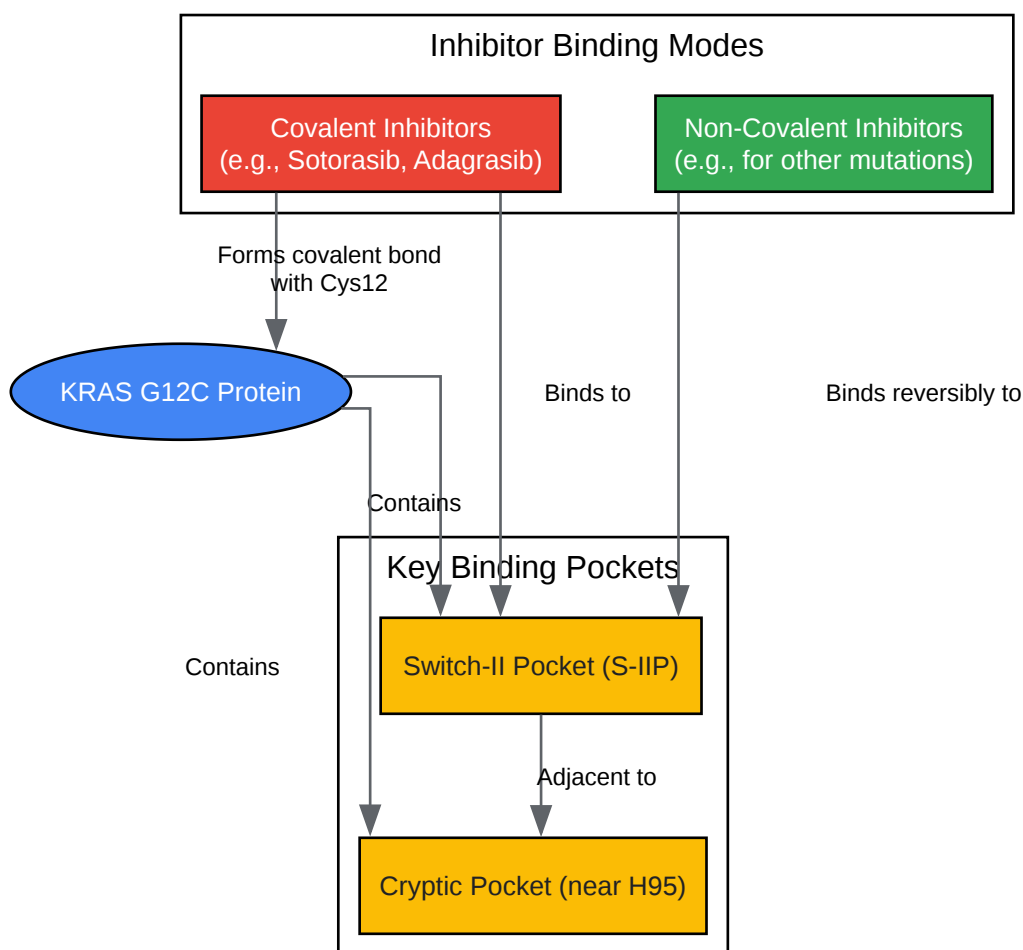 Inhibitor Binding Modes
Covalent Inhibitors
(e.g., Sotorasib, Adagrasib)
Non-Covalent Inhibitors
(e.g., for other mutations)
Forms covalent bond
with Cys12
KRAS G12C Protein
Binds to
Binds reversibly to
Contains
Key Binding Pockets
Switch-II Pocket (S-IIP)
Contains
Adjacent to
Cryptic Pocket (near H95)